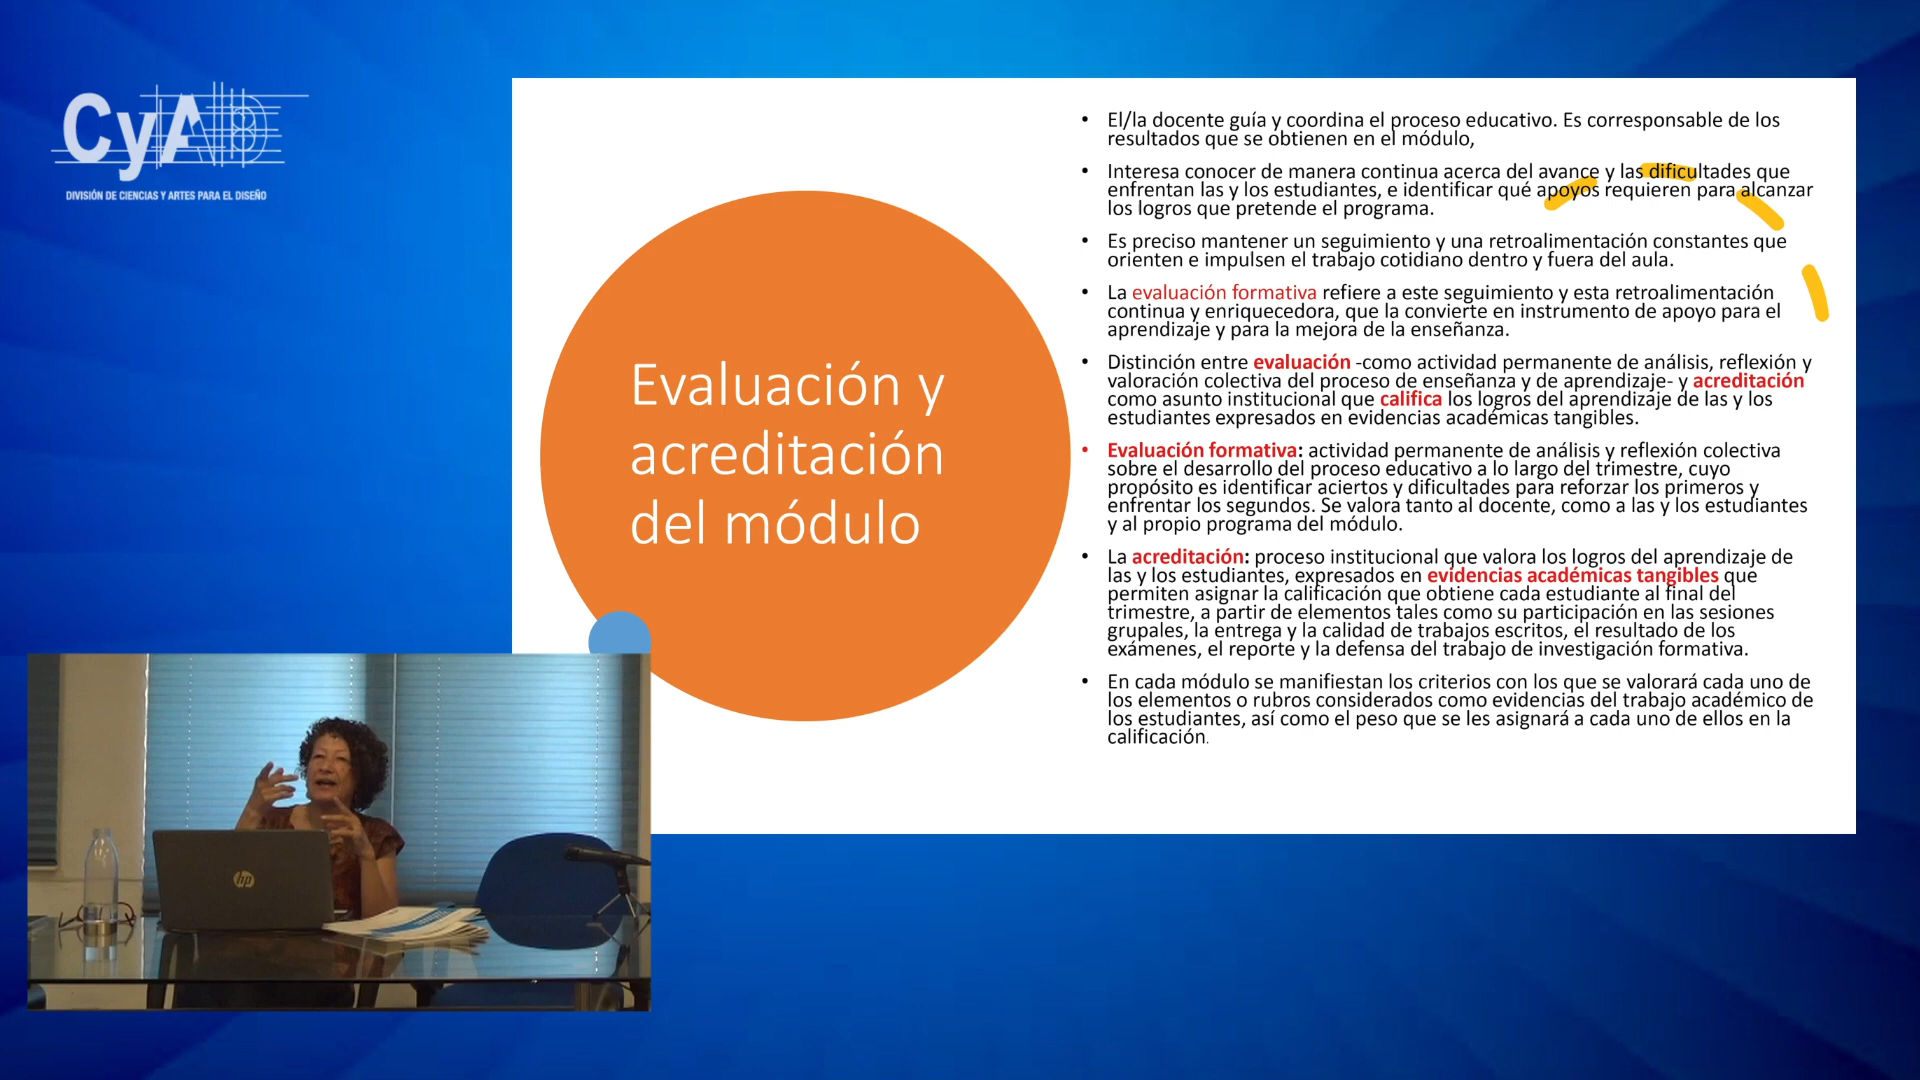 CyAD
DIVISIÓN DE CIENCIAS Y ARTES PARA EL DISEÑO
Evaluación y
acreditación
del módulo
• El/la docente guía y coordina el proceso educativo. Es corresponsable de los
resultados que se obtienen en el módulo,
• Interesa conocer de manera continua acerca del avance y las dificultades que
enfrentan las y los estudiantes, e identificar qué apoyos requieren para alcanzar
los logros que pretende el programa.
• Es preciso mantener un seguimiento y una retroalimentación constantes que
orienten e impulsen el trabajo cotidiano dentro y fuera del aula.
• La evaluación formativa refiere a este seguimiento y esta retroalimentación
continua y enriquecedora, que la convierte en instrumento de apoyo para el
aprendizaje y para la mejora de la enseñanza.
• Distinción entre evaluación -como actividad permanente de análisis, reflexión y
valoración colectiva del proceso de enseñanza y de aprendizaje- y acreditación
como asunto institucional que califica los logros del aprendizaje de las y los
estudiantes expresados en evidencias académicas tangibles.
• Evaluación formativa: actividad permanente de análisis y reflexión colectiva
sobre el desarrollo del proceso educativo a lo largo del trimestre, cuyo
propósito es identificar aciertos y dificultades para reforzar los primeros y
enfrentar los segundos. Se valora tanto al docente, como a las y los estudiantes
y al propio programa del módulo.
• La acreditación: proceso institucional que valora los logros del aprendizaje de
las y los estudiantes, expresados en evidencias académicas tangibles que
permiten asignar la calificación que obtiene cada estudiante al final del
trimestre, a partir de elementos tales como su participación en las sesiones
grupales, la entrega y la calidad de trabajos escritos, el resultado de los
exámenes, el reporte y la defensa del trabajo de investigación formativa.
• En cada módulo se manifiestan los criterios con los que se valorará cada uno de
los elementos o rubros considerados como evidencias del trabajo académico de
los estudiantes, así como el peso que se les asignará a cada uno de ellos en la
calificación.
hp